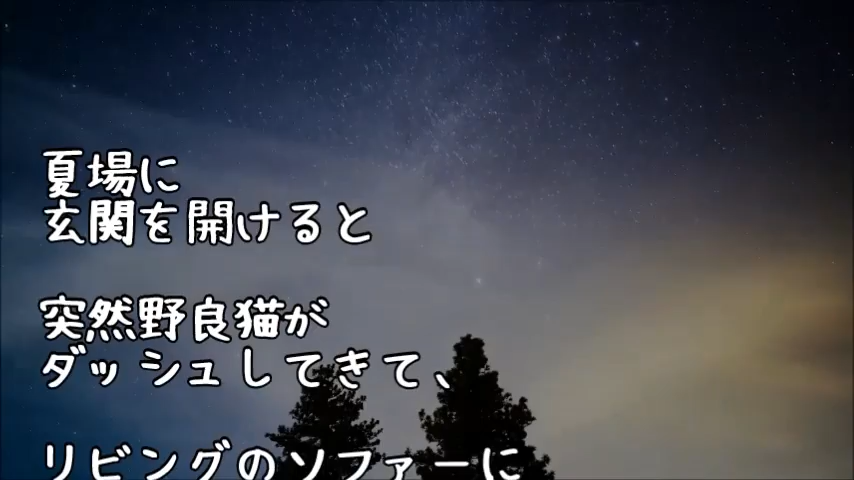 夏場に
玄関を開けると
突然野良猫が
ダッシュしてきて、
リビングのソファーに